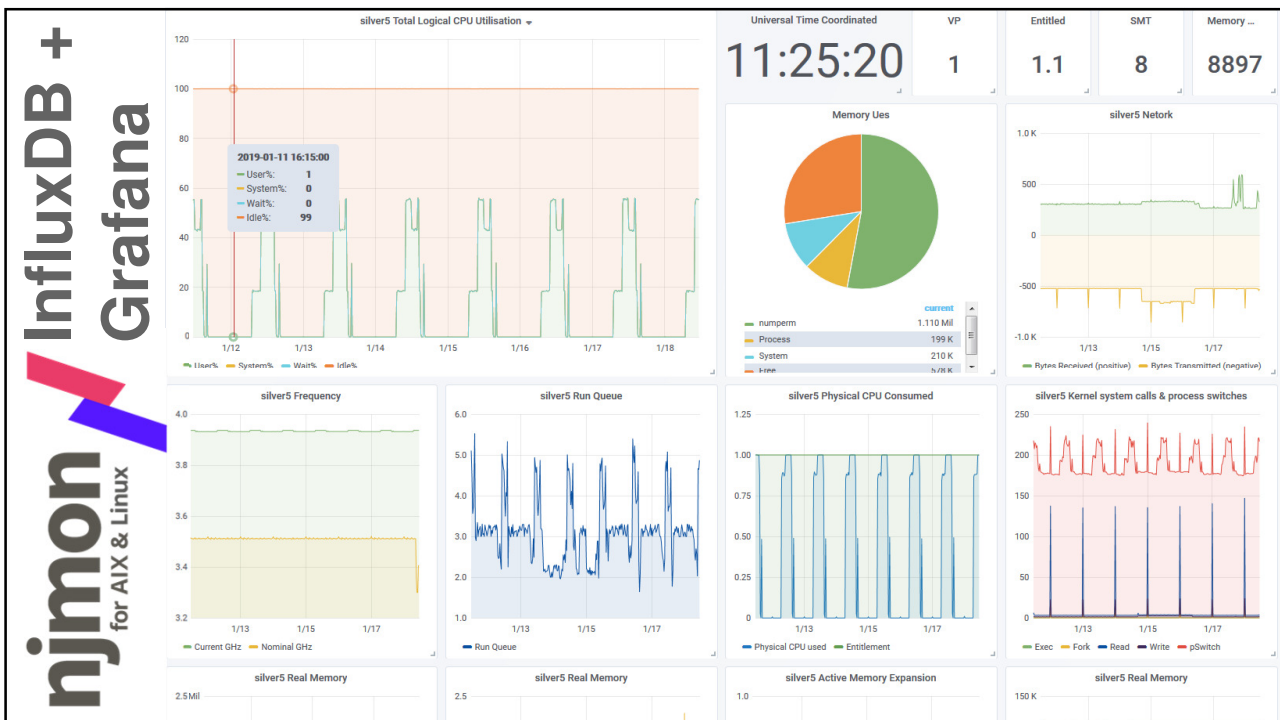 njmon
for AIX & Linux
InfluxDB +
Grafana
silver5 Total Logical CPU Utilisation
120
100
80
60
40
20
0
1/12
1/13
1/14
1/15
1/16
1/17
1/18
2019-01-11 16:15:00
User%: 1
System%: 0
Wait%: 0
Idle%: 99
User% System% Wait% Idle%
Universal Time Coordinated
11:25:20
VP
1
Entitled
1.1
SMT
8
Memory ...
8897
Memory Ues
current
numperm 1.110 Mil
Process 199 K
System 210 K
Free 578 K
silver5 Netork
1.0 K
500
0
-500
-1.0 K
1/13
1/15
1/17
Bytes Received (positive) Bytes Transmitted (negative)
silver5 Frequency
4.0
3.8
3.6
3.4
3.2
1/13
1/15
1/17
Current GHz Nominal GHz
silver5 Run Queue
6.0
5.0
4.0
3.0
2.0
1.0
1/13
1/15
1/17
Run Queue
silver5 Physical CPU Consumed
1.25
1.00
0.75
0.50
0.25
0
1/13
1/15
1/17
Physical CPU used Entitlement
silver5 Kernel system calls & process switches
250
200
150
100
50
0
1/13
1/15
1/17
Exec Fork Read Write pSwitch
silver5 Real Memory
2.5 Mil
silver5 Real Memory
2.5
silver5 Active Memory Expansion
1.0
silver5 Real Memory
150 K